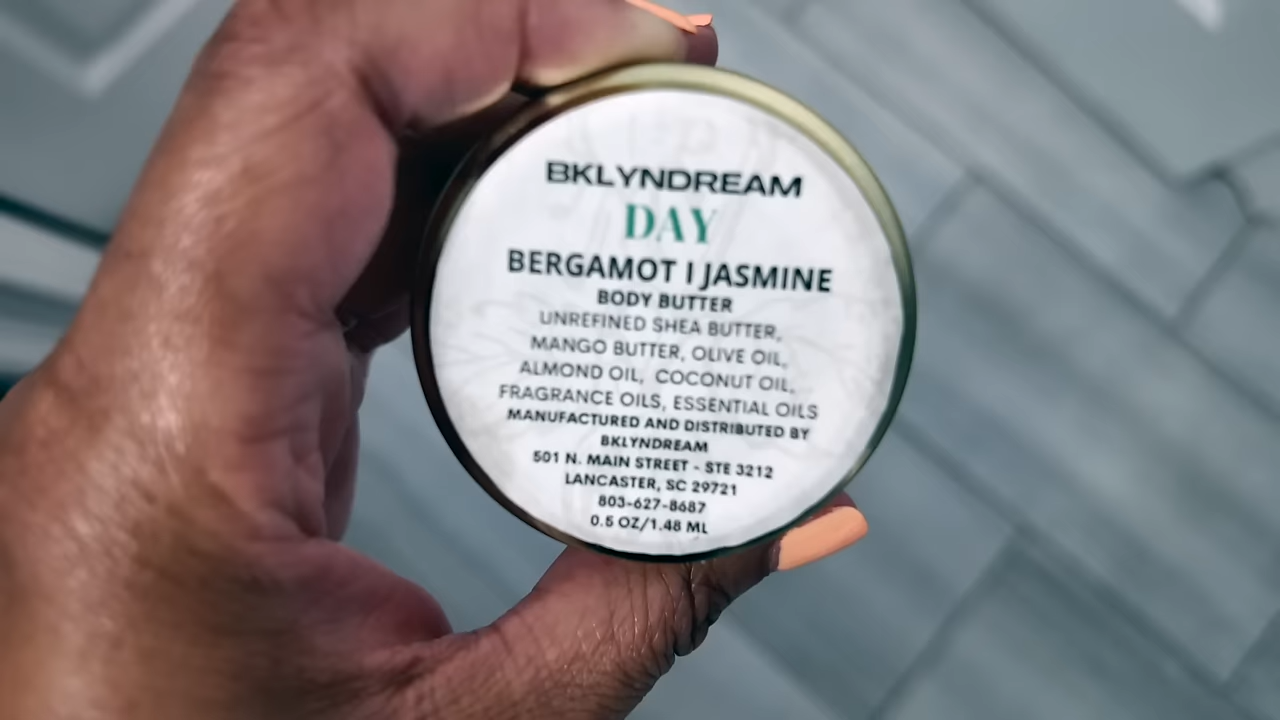 BKLYNDREAM
DAY
BERGAMOT I JASMINE
BODY BUTTER
UNREFINED SHEA BUTTER,
MANGO BUTTER, OLIVE OIL,
ALMOND OIL, COCONUT OIL,
FRAGRANCE OILS, ESSENTIAL OILS
MANUFACTURED AND DISTRIBUTED BY
BKLYNDREAM
501 N. MAIN STREET - STE 3212
LANCASTER, SC 29721
803-627-8687
0.5 OZ/1.48 ML